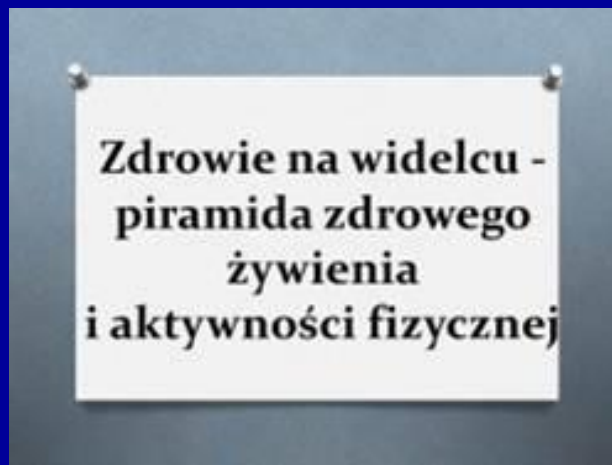 Zdrowie na widelcu -
piramida zdrowego
żywienia
i aktywności fizycznej